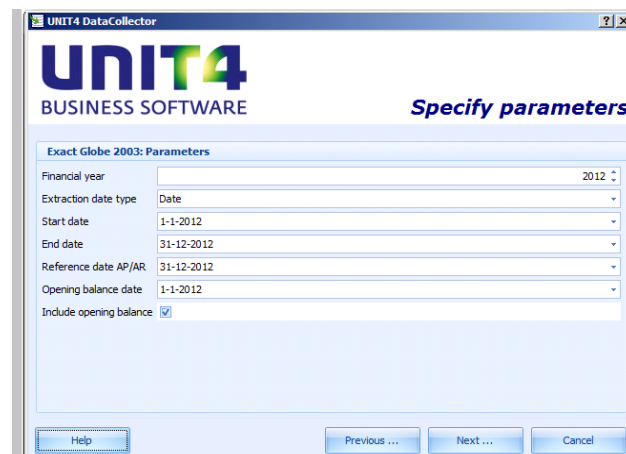 UNIT4 DataCollector
UNIT4
BUSINESS SOFTWARE
Specify parameters
Exact Globe 2003: Parameters
Financial year 2012
Extraction date type Date
Start date 1-1-2012
End date 31-12-2012
Reference date AP/AR 31-12-2012
Opening balance date 1-1-2012
Include opening balance
Help Previous ... Next ... Cancel